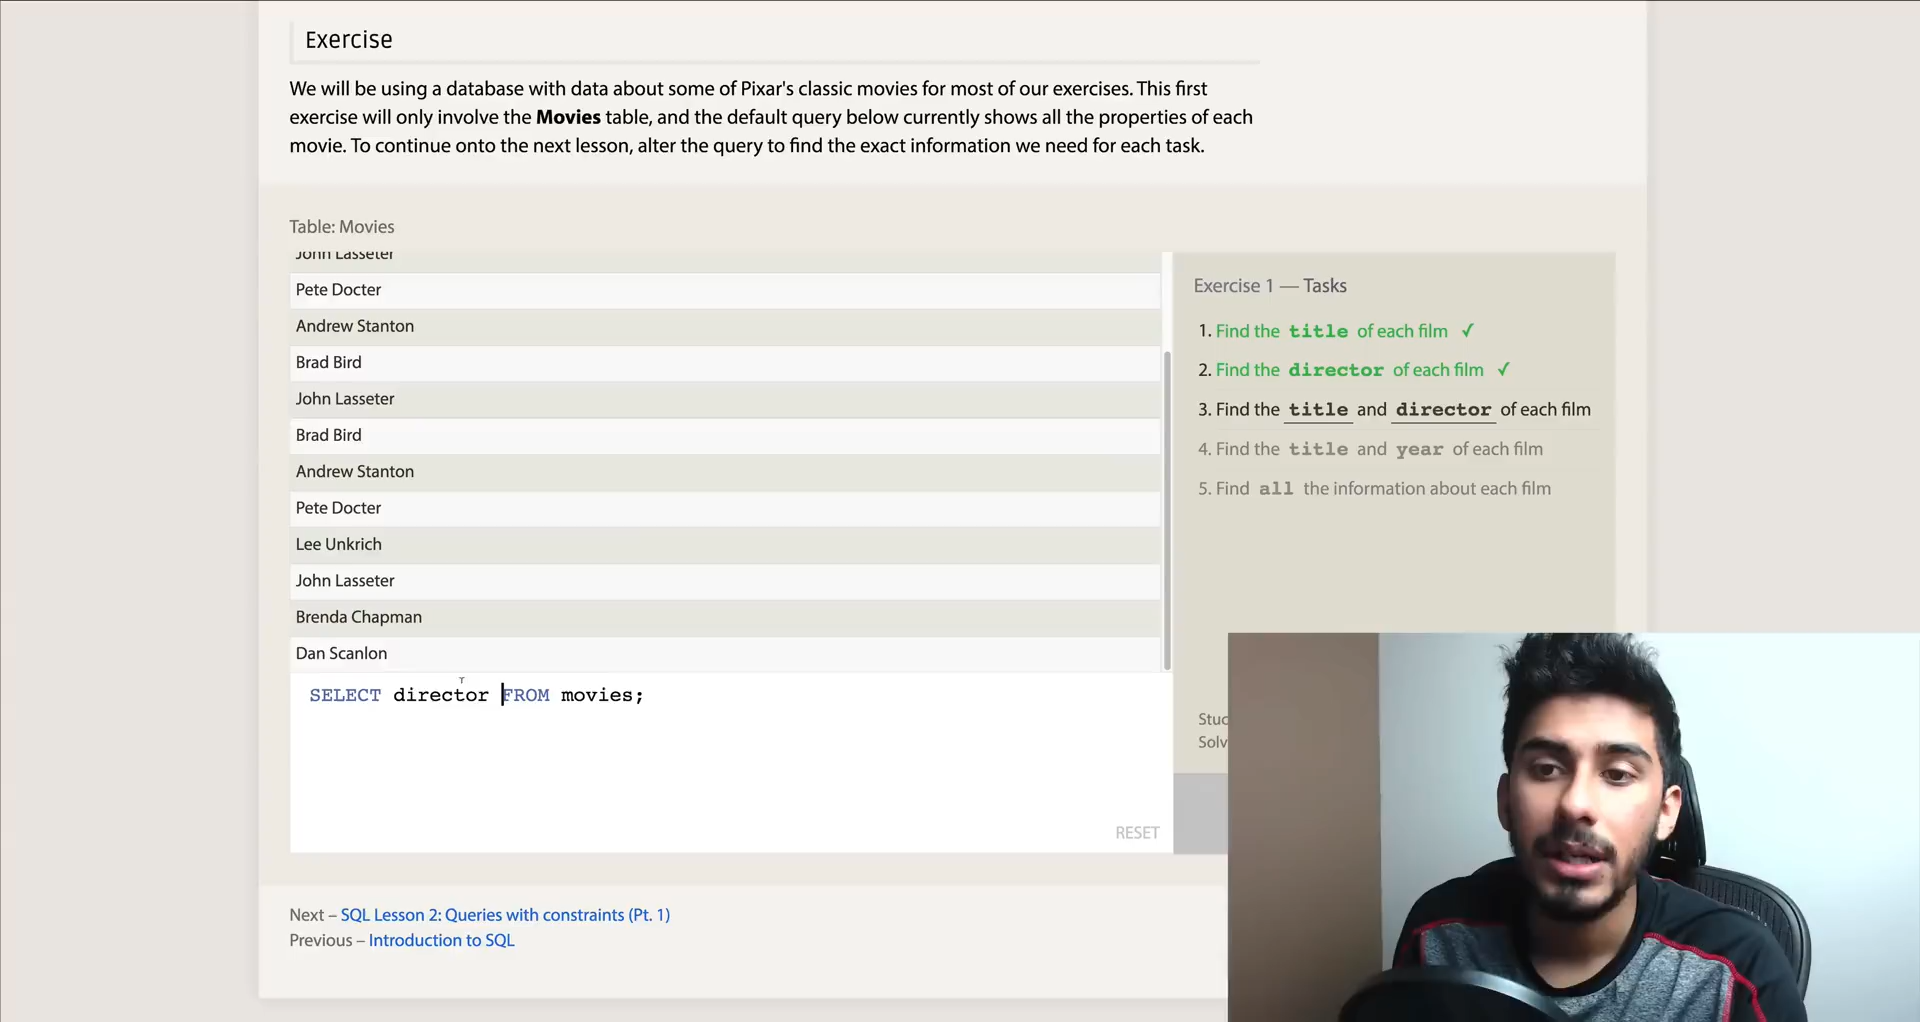 Exercise
We will be using a database with data about some of Pixar's classic movies for most of our exercises. This first
exercise will only involve the Movies table, and the default query below currently shows all the properties of each
movie. To continue onto the next lesson, alter the query to find the exact information we need for each task.
Table: Movies
John Lasseter
Pete Docter
Andrew Stanton
Brad Bird
John Lasseter
Brad Bird
Andrew Stanton
Pete Docter
Lee Unkrich
John Lasseter
Brenda Chapman
Dan Scanlon
SELECT director FROM movies;
RESET
Exercise 1 — Tasks
1. Find the title of each film ✓
2. Find the director of each film ✓
3. Find the title and director of each film
4. Find the title and year of each film
5. Find all the information about each film
Next – SQL Lesson 2: Queries with constraints (Pt. 1)
Previous – Introduction to SQL